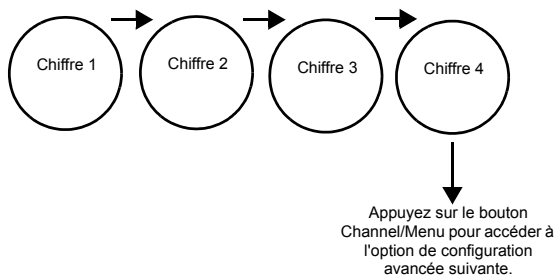 Chiffre 1
Chiffre 2
Chiffre 3
Chiffre 4
Appuyez sur le bouton
Channel/Menu pour accéder à
l'option de configuration
avancée suivante.